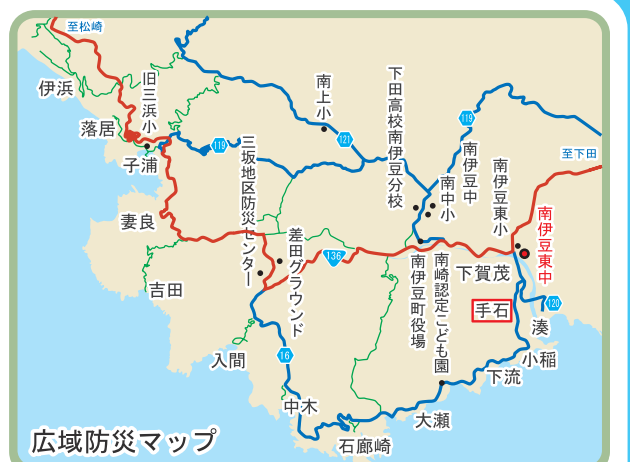 至松崎
伊浜
旧三浜小
落居
子浦
119
南上小
121
下田高校南伊豆分校
119
至下田
三坂地区防災センター
南伊豆中
南中小
南伊豆東小
妻良
差田グラウンド
136
南伊豆東中
吉田
南伊豆町役場
南崎認定こども園
下賀茂
手石
120
湊
入間
16
小稲
下流
中木
大瀬
石廊崎
広域防災マップ